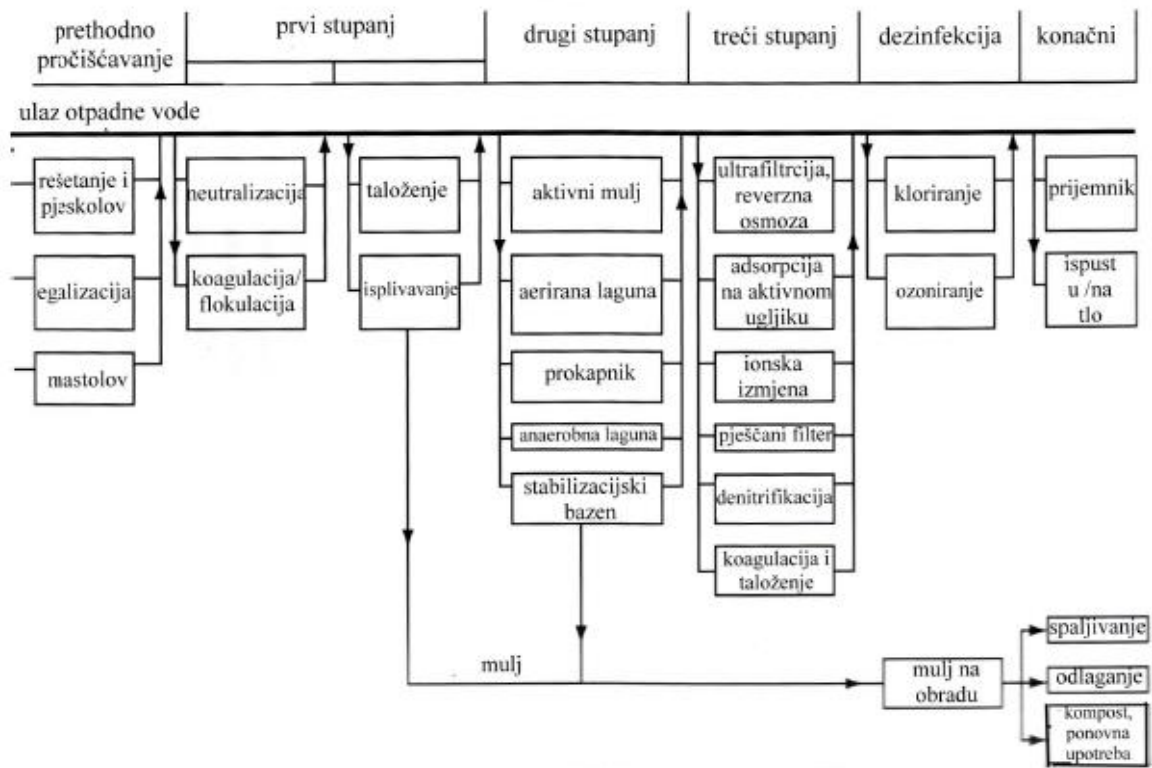 prethodno
pročišćavanje
prvi stupanj
drugi stupanj
treći stupanj
dezinfekcija
konačni
ulaz otpadne vode
rešetanje i
pjeskolov
egalizacija
mastolov
neutralizacija
koagulacija/
flokulacija
taloženje
isplivavanje
aktivni mulj
aerirana laguna
prokapnik
anaerobna laguna
stabilizacijski
bazen
ultrafiltrcija,
reverzna
osmoza
adsorpcija
na aktivnom
ugljiku
ionska
izmjena
pješčani filter
denitrifikacija
koagulacija i
taloženje
kloriranje
ozoniranje
prijemnik
ispust
u /na
tlo
mulj
mulj na
obradu
spaljivanje
odlaganje
kompost,
ponovna
upotreba